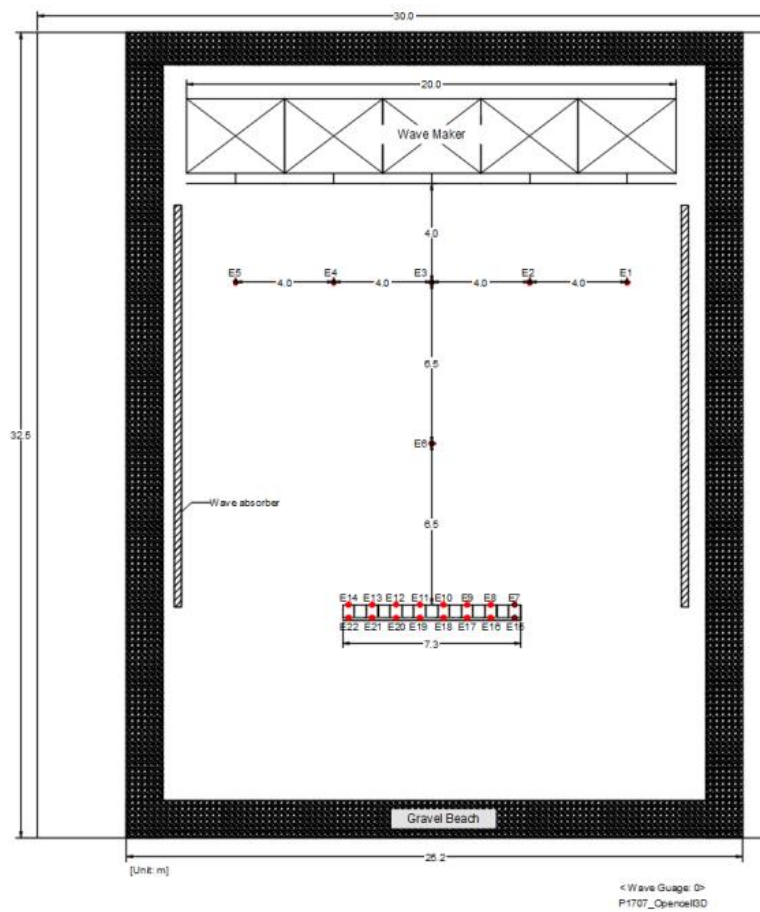 30.0
20.0
Wave Maker
4.0
E5 E4 E3 E2 E1
4.0 4.0 4.0 4.0
6.5
32.5
E6
Wave absorber
6.5
E14 E13 E12 E11 E10 E9 E8 E7
E22 E21 E20 E19 E18 E17 E16 E15
7.3
Gravel Beach
25.2
[Unit: m]
< Wave Guage: 0>
P1707_Opencell3D